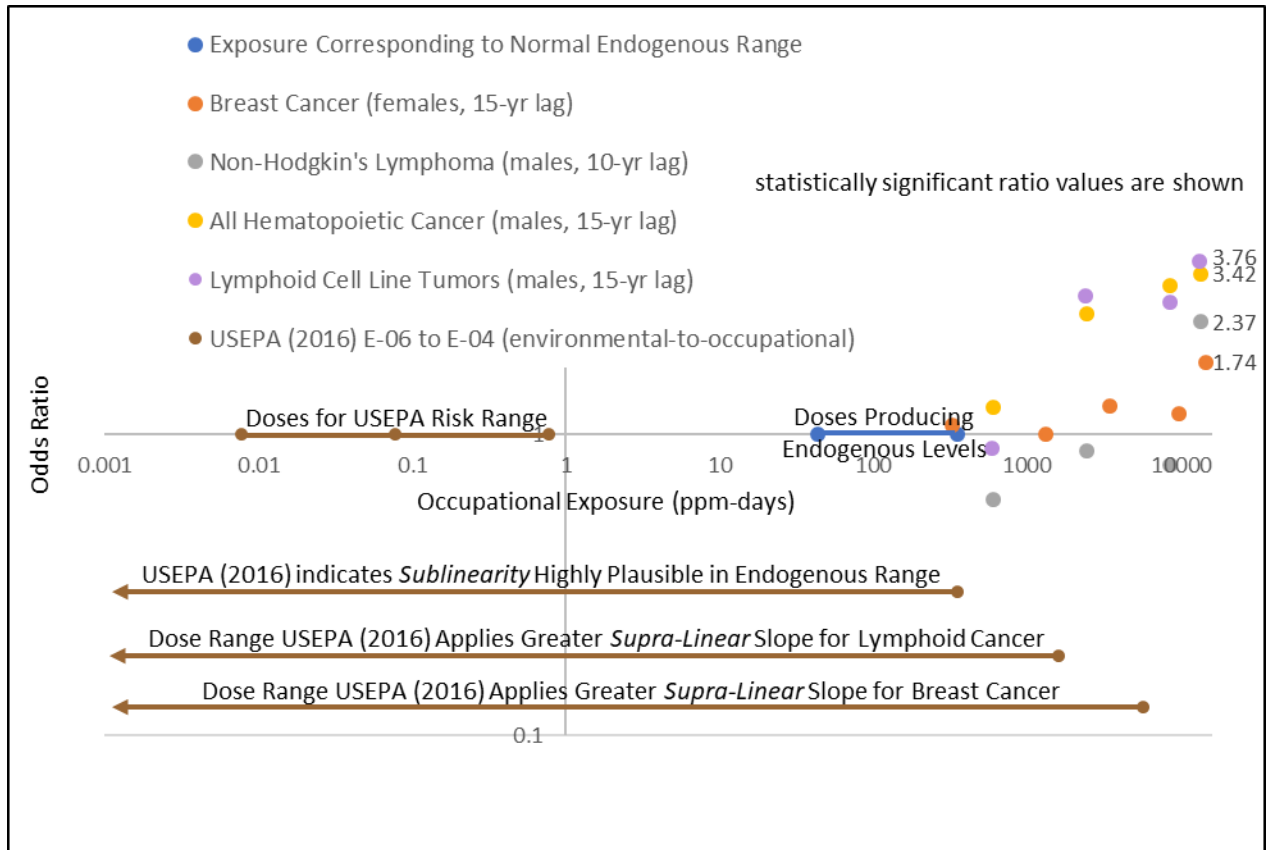 Exposure Corresponding to Normal Endogenous Range
Breast Cancer (females, 15-yr lag)
Non-Hodgkin's Lymphoma (males, 10-yr lag)
statistically significant ratio values are shown
All Hematopoietic Cancer (males, 15-yr lag)
Lymphoid Cell Line Tumors (males, 15-yr lag)
USEPA (2016) E-06 to E-04 (environmental-to-occupational)
3.76
3.42
2.37
1.74
Odds Ratio
Doses for USEPA Risk Range
Doses Producing
Endogenous Levels
1
0.001
0.01
0.1
1
10
100
1000
10000
Occupational Exposure (ppm-days)
USEPA (2016) indicates Sublinearity Highly Plausible in Endogenous Range
Dose Range USEPA (2016) Applies Greater Supra-Linear Slope for Lymphoid Cancer
Dose Range USEPA (2016) Applies Greater Supra-Linear Slope for Breast Cancer
0.1